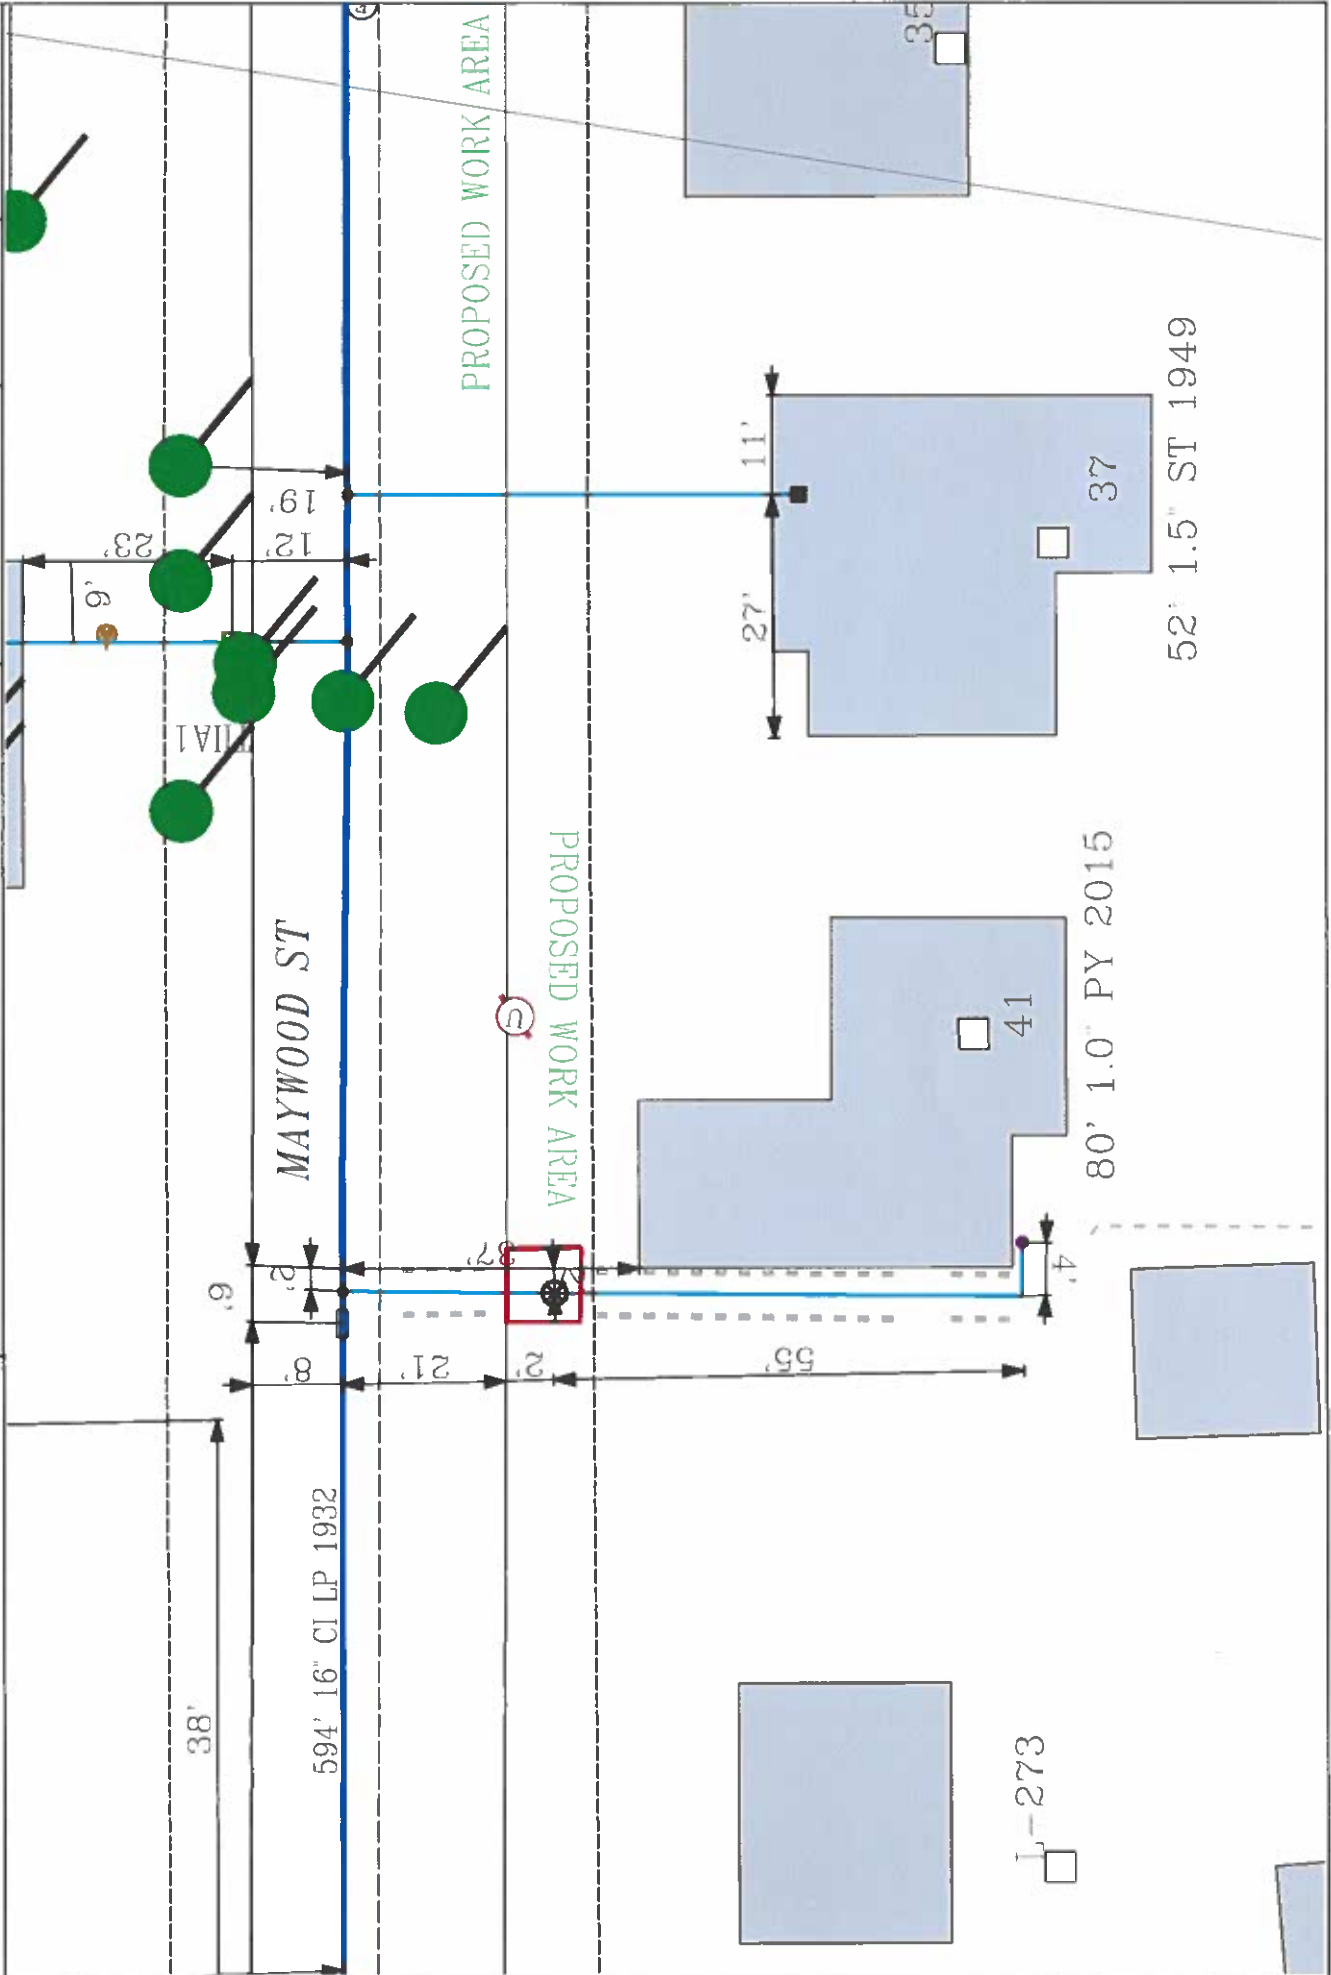 35
PROPOSED WORK AREA
11'
19'
12'
23'
9'
27'
37
52' 1.5" ST 1949
1AII
MAYWOOD ST
U
PROPOSED WORK AREA
41
80' 1.0" PY 2015
37'
2'
6'
8'
21'
2'
55'
4'
594' 16" CI LP 1932
38'
L-273